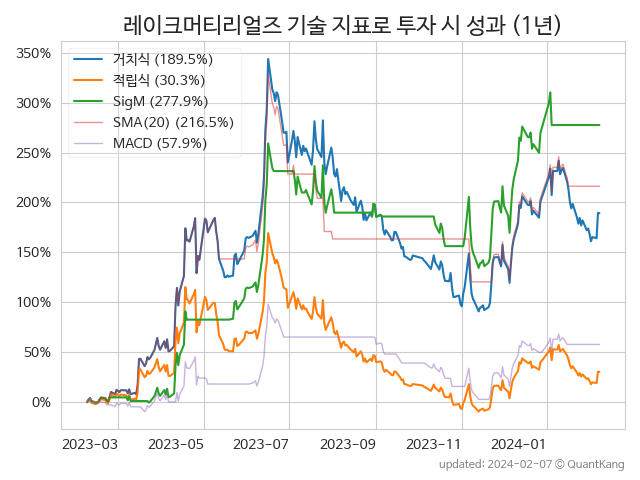 레이크머티리얼즈 기술 지표로 투자 시 성과 (1년)
350%
300%
250%
200%
150%
100%
50%
0%
거치식 (189.5%)
적립식 (30.3%)
SigM (277.9%)
SMA(20) (216.5%)
MACD (57.9%)
2023-03 2023-05 2023-07 2023-09 2023-11 2024-01
updated: 2024-02-07 © QuantKang